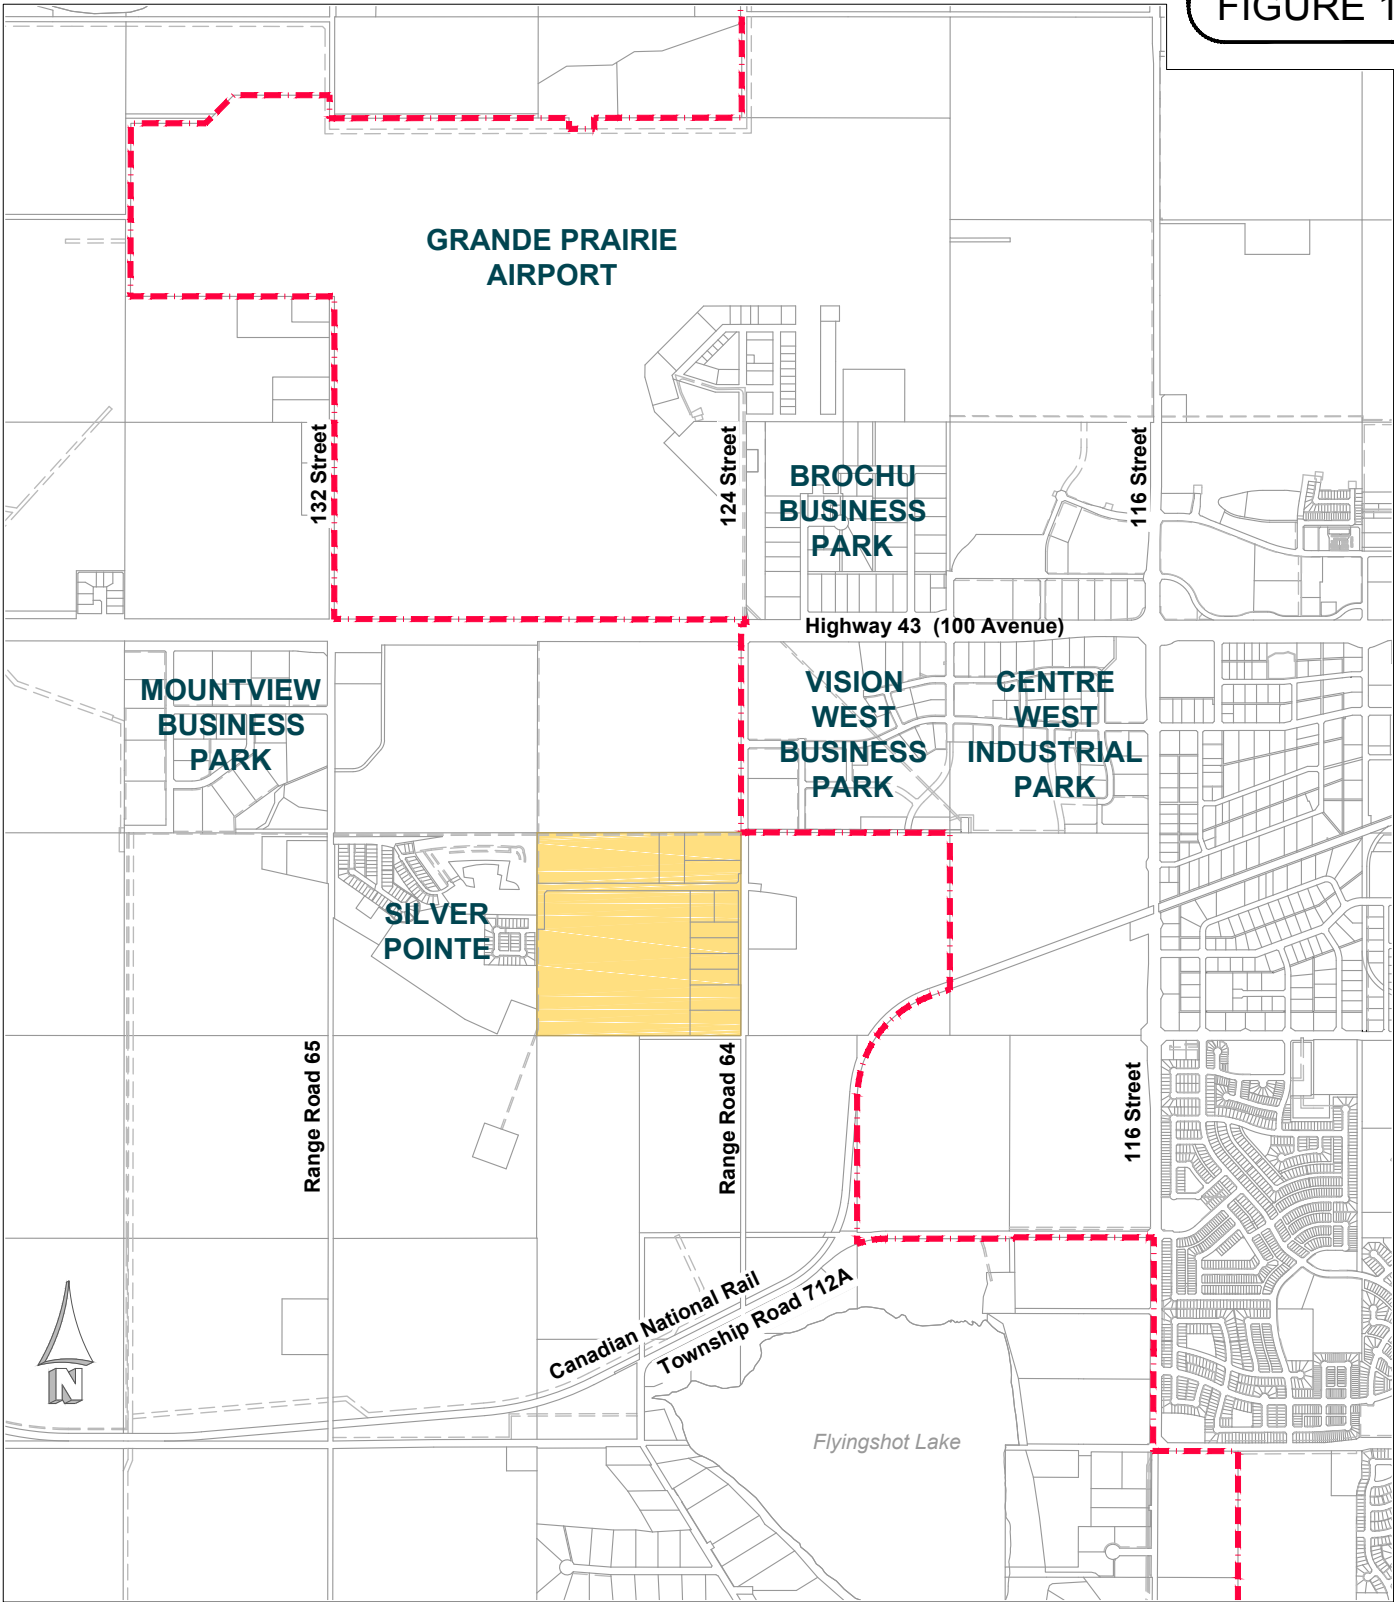 FIGURE 1
GRANDE PRAIRIE
AIRPORT
132 Street
124 Street
BROCHU
BUSINESS
PARK
116 Street
Highway 43 (100 Avenue)
MOUNTVIEW
BUSINESS
PARK
VISION
WEST
BUSINESS
PARK
CENTRE
WEST
INDUSTRIAL
PARK
SILVER
POINTE
Range Road 65
Range Road 64
116 Street
Canadian National Rail
Township Road 712A
N
Flyingshot Lake